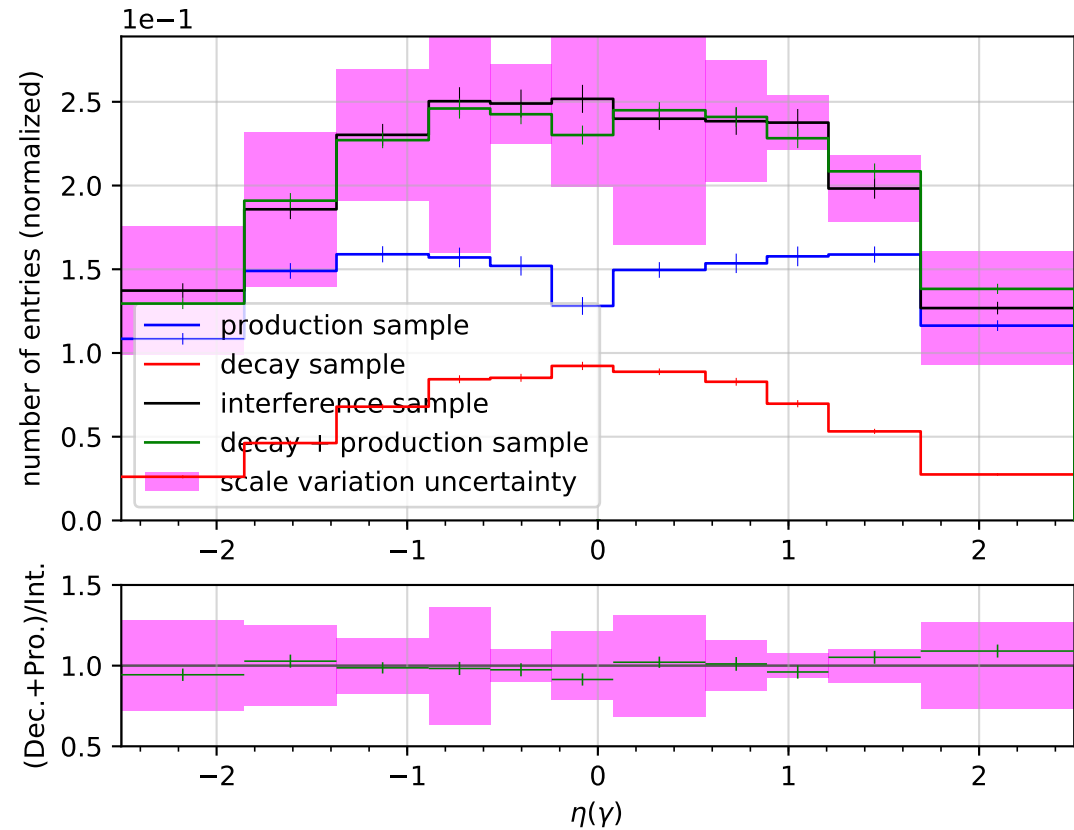 1e−1
number of entries (normalized)
2.5
2.0
1.5
1.0
0.5
0.0
production sample
decay sample
interference sample
decay + production sample
scale variation uncertainty
−2 −1 0 1 2
(Dec.+Pro.)/Int.
1.5
1.0
0.5
−2 −1 0 1 2
η(γ)